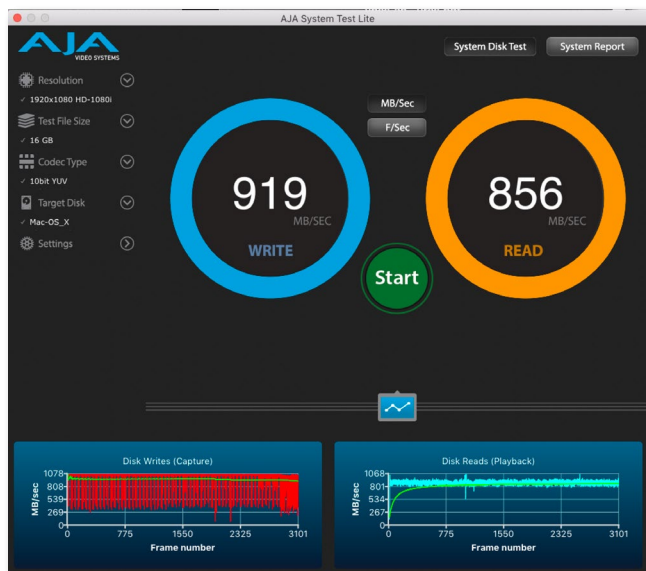 AJA System Test Lite
AJA
VIDEO SYSTEMS
System Disk Test
System Report
Resolution
✓ 1920x1080 HD-1080i
Test File Size
✓ 16 GB
Codec Type
✓ 10bit YUV
Target Disk
✓ Mac-OS_X
Settings
MB/Sec
F/Sec
919
MB/SEC
WRITE
856
MB/SEC
READ
Start
Disk Writes (Capture)
MB/sec
1078
808
539
269
0
0 775 1550 2325 3101
Frame number
Disk Reads (Playback)
MB/sec
1068
801
534
267
0
0 775 1550 2325 3101
Frame number